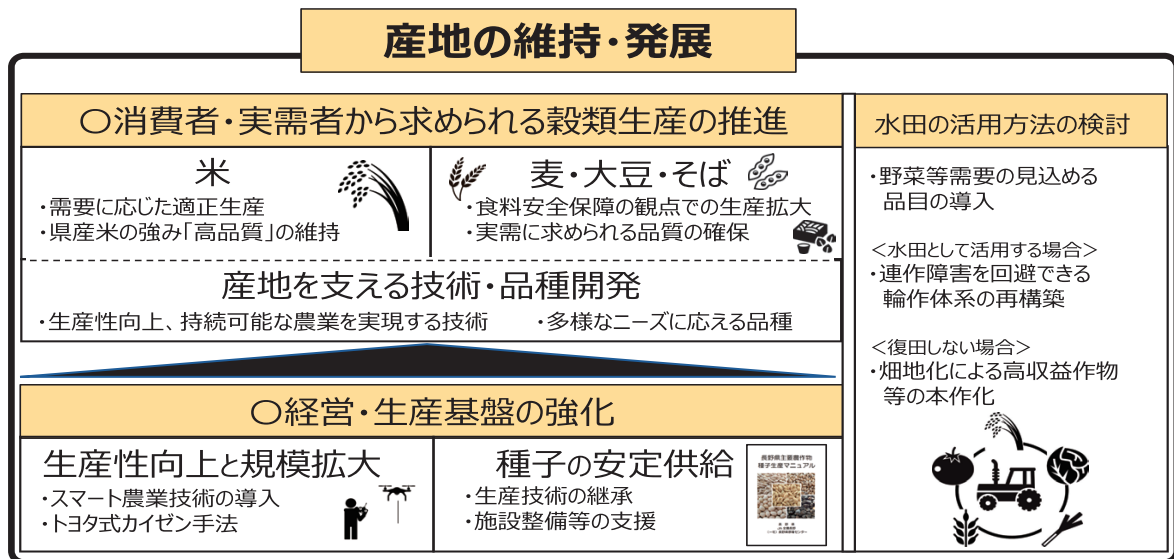 産地の維持・発展
〇消費者・実需者から求められる穀類生産の推進
米
・需要に応じた適正生産
・県産米の強み「高品質」の維持
麦・大豆・そば
・食料安全保障の観点での生産拡大
・実需に求められる品質の確保
産地を支える技術・品種開発
・生産性向上、持続可能な農業を実現する技術　・多様なニーズに応える品種
〇経営・生産基盤の強化
生産性向上と規模拡大
・スマート農業技術の導入
・トヨタ式カイゼン手法
種子の安定供給
・生産技術の継承
・施設整備等の支援
長野県主要農作物
種子生産マニュアル
水田の活用方法の検討
・野菜等需要の見込める
品目の導入
＜水田として活用する場合＞
・連作障害を回避できる
輪作体系の再構築
＜復田しない場合＞
・畑地化による高収益作物
等の本作化